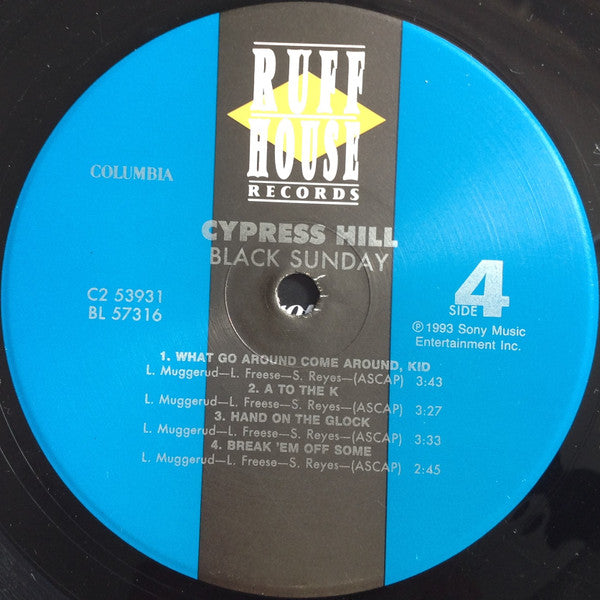 RUFF
HOUSE
RECORDS
COLUMBIA
CYPRESS HILL
BLACK SUNDAY
C2 53931
BL 57316
4
SIDE
℗ 1993 Sony Music
Entertainment Inc.
1. WHAT GO AROUND COME AROUND, KID
L. Muggerud—L. Freese—S. Reyes—(ASCAP) 3:43
2. A TO THE K
L. Muggerud—L. Freese—S. Reyes—(ASCAP) 3:27
3. HAND ON THE GLOCK
L. Muggerud—L. Freese—S. Reyes—(ASCAP) 3:33
4. BREAK 'EM OFF SOME
L. Muggerud—L. Freese—S. Reyes—(ASCAP) 2:45